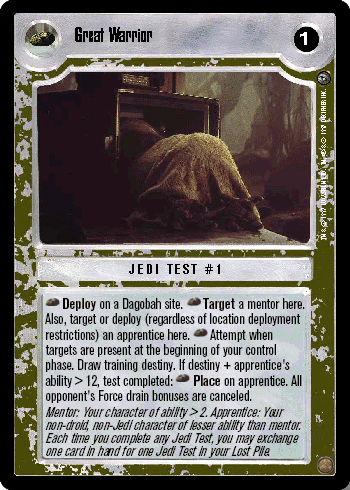 Great Warrior
1
JEDI TEST #1
Deploy on a Dagobah site. Target a mentor here.
Also, target or deploy (regardless of location deployment
restrictions) an apprentice here. Attempt when
targets are present at the beginning of your control
phase. Draw training destiny. If destiny + apprentice's
ability > 12, test completed: Place on apprentice. All
opponent's Force drain bonuses are canceled.
Mentor: Your character of ability > 2. Apprentice: Your
non-droid, non-Jedi character of lesser ability than mentor.
Each time you complete any Jedi Test, you may exchange
one card in hand for one Jedi Test in your Lost Pile.